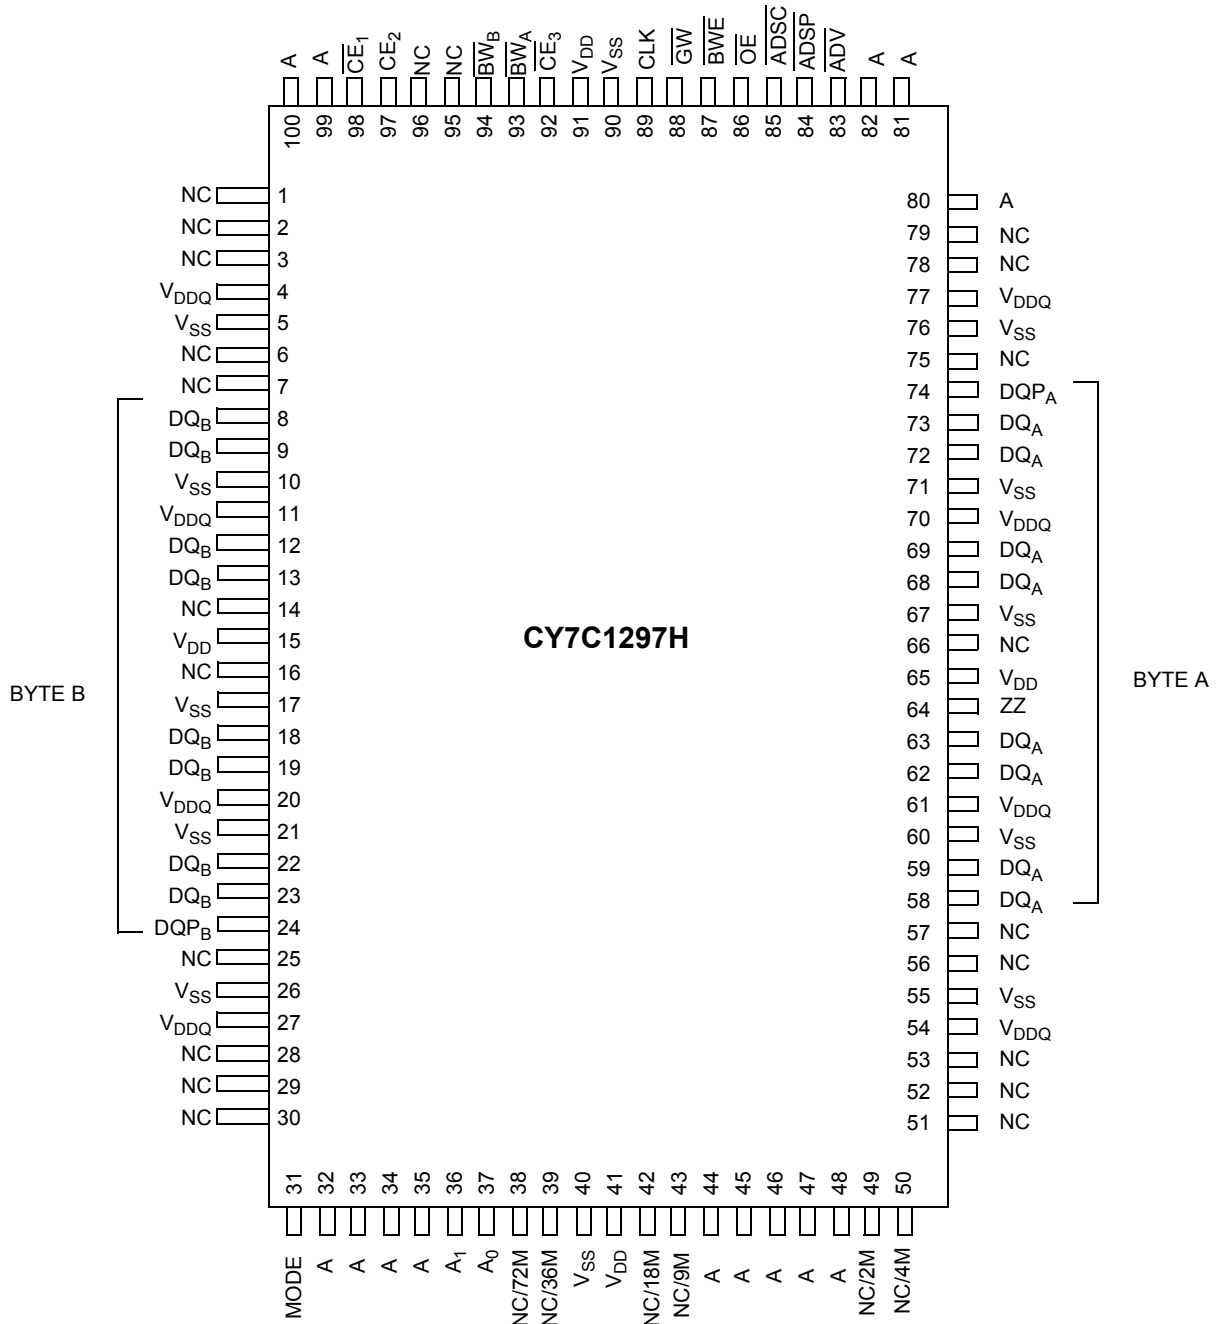 A A CE1 CE2 NC NC BWB BWA CE3 VDD VSS CLK GW BWE OE ADSC ADSP ADV A A
100 99 98 97 96 95 94 93 92 91 90 89 88 87 86 85 84 83 82 81
NC 1
NC 2
NC 3
VDDQ 4
VSS 5
NC 6
NC 7
DQB 8
DQB 9
VSS 10
VDDQ 11
DQB 12
DQB 13
NC 14
VDD 15
NC 16
VSS 17
DQB 18
DQB 19
VDDQ 20
VSS 21
DQB 22
DQB 23
DQPB 24
NC 25
VSS 26
VDDQ 27
NC 28
NC 29
NC 30
BYTE B
CY7C1297H
80 A
79 NC
78 NC
77 VDDQ
76 VSS
75 NC
74 DQPA
73 DQA
72 DQA
71 VSS
70 VDDQ
69 DQA
68 DQA
67 VSS
66 NC
65 VDD
64 ZZ
63 DQA
62 DQA
61 VDDQ
60 VSS
59 DQA
58 DQA
57 NC
56 NC
55 VSS
54 VDDQ
53 NC
52 NC
51 NC
BYTE A
31 32 33 34 35 36 37 38 39 40 41 42 43 44 45 46 47 48 49 50
MODE A A A A A1 A0 NC/72M NC/36M VSS VDD NC/18M NC/9M A A A A A NC/2M NC/4M